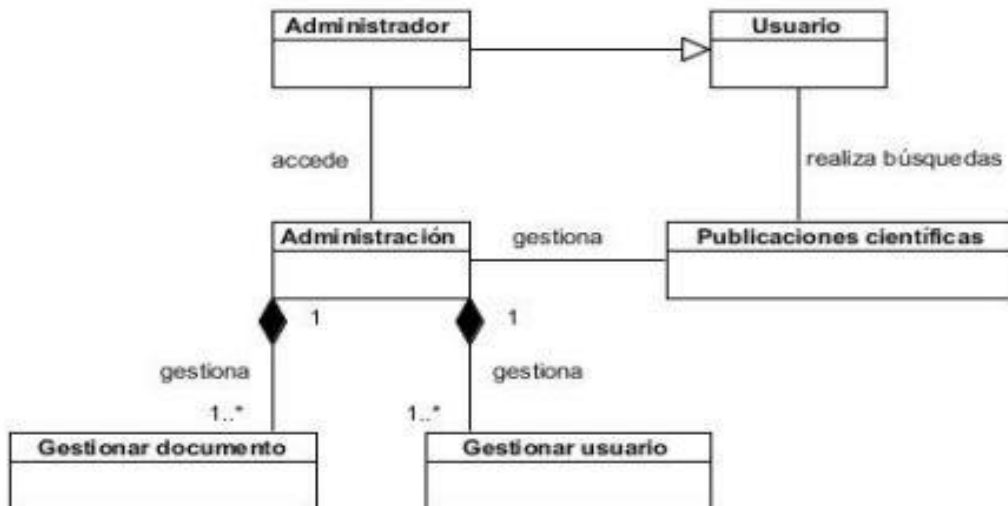 Administrador
Usuario
accede
realiza búsquedas
Administración
gestiona
Publicaciones científicas
1
1
gestiona
gestiona
1..*
1..*
Gestionar documento
Gestionar usuario